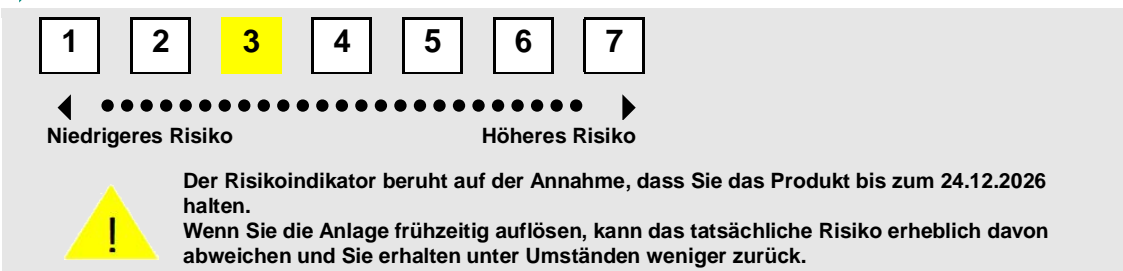 1 2 3 4 5 6 7
Niedrigeres Risiko Höheres Risiko
Der Risikoindikator beruht auf der Annahme, dass Sie das Produkt bis zum 24.12.2026
halten.
Wenn Sie die Anlage frühzeitig auflösen, kann das tatsächliche Risiko erheblich davon
abweichen und Sie erhalten unter Umständen weniger zurück.
!